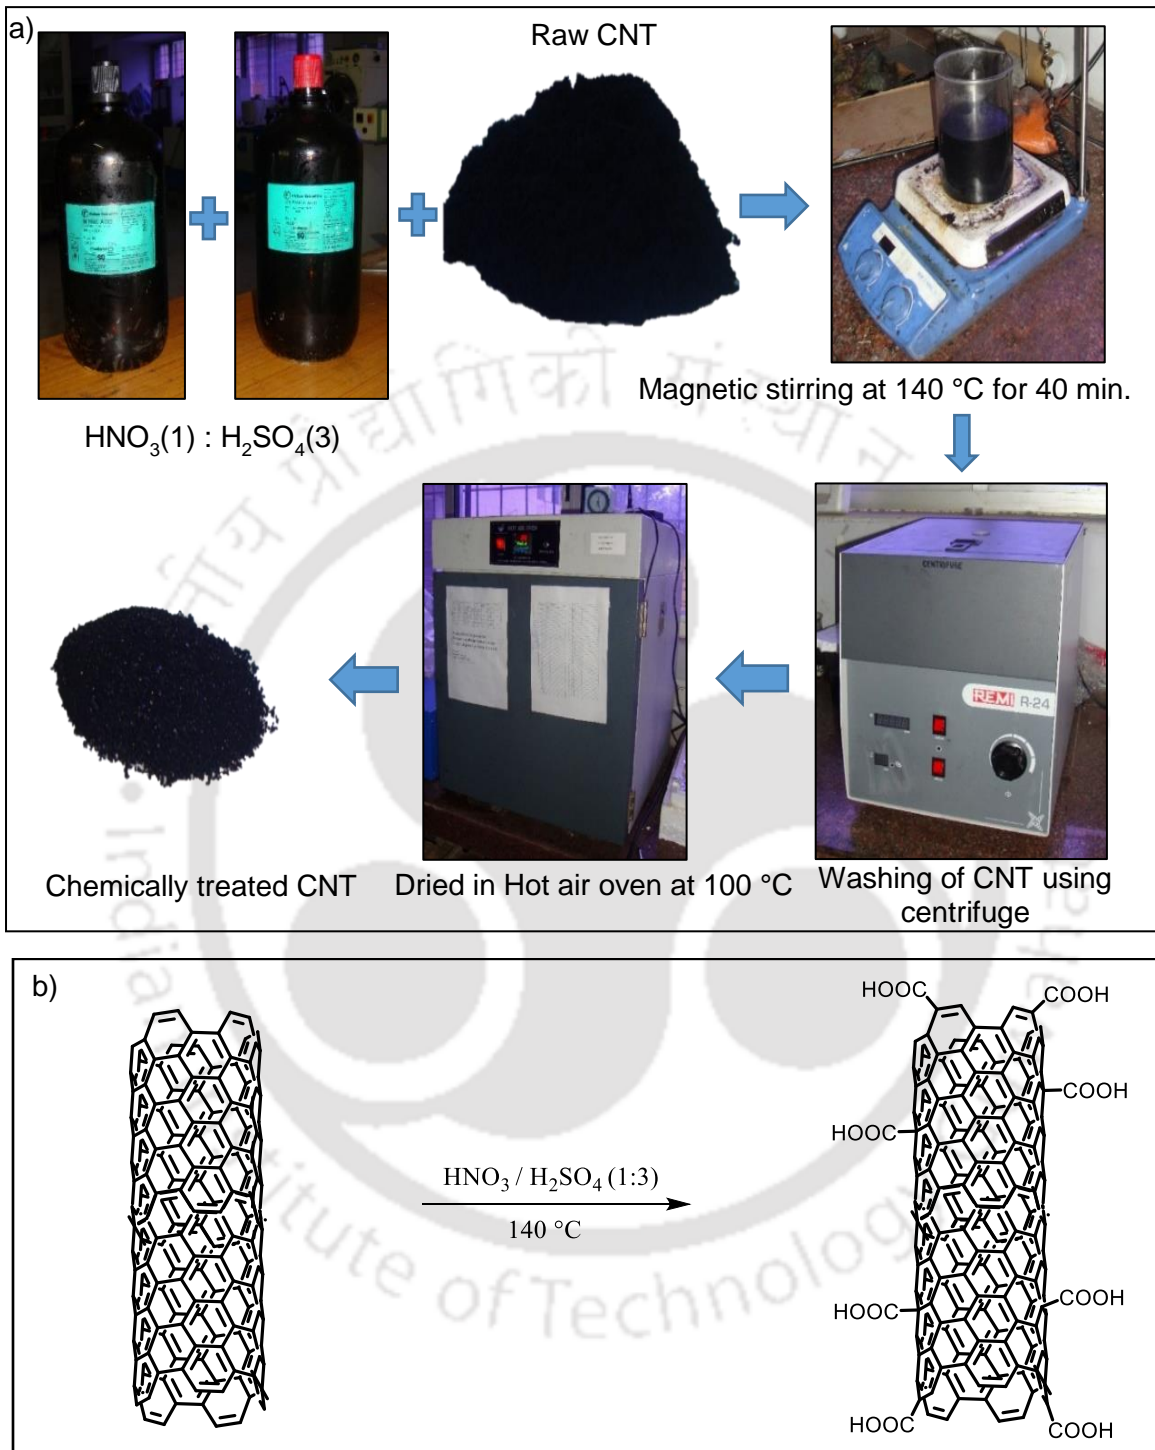 a)
Raw CNT
HNO3(1) : H2SO4(3)
Magnetic stirring at 140 °C for 40 min.
CENTRIFUGE
REMI R-24
Chemically treated CNT
Dried in Hot air oven at 100 °C
Washing of CNT using
centrifuge
b)
HOOC
COOH
COOH
HOOC
HNO3 / H2SO4 (1:3)
140 °C
HOOC
COOH
HOOC
COOH
Indian Institute of Technology